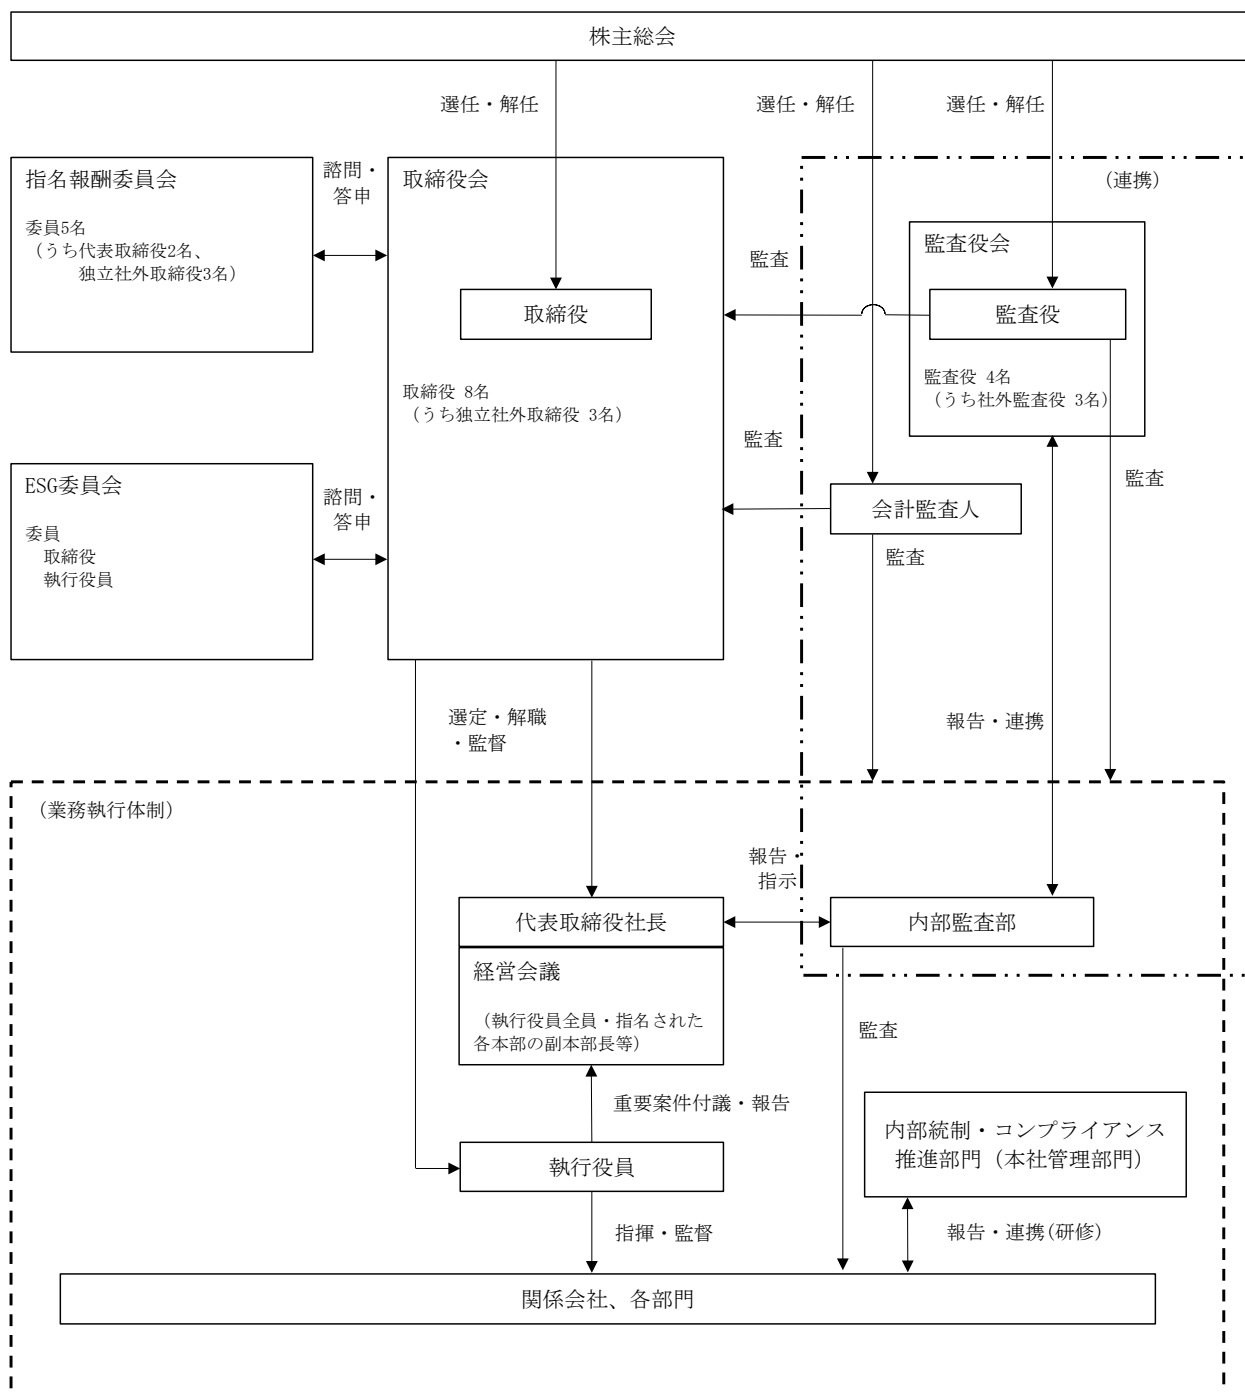 株主総会
選任・解任
選任・解任
選任・解任
指名報酬委員会
委員5名
（うち代表取締役2名、
独立社外取締役3名）
諮問・
答申
取締役会
取締役
取締役 8名
（うち独立社外取締役 3名）
(連携)
監査役会
監査役
監査役 4名
（うち社外監査役 3名）
監査
監査
ESG委員会
委員
取締役
執行役員
諮問・
答申
会計監査人
監査
監査
選定・解職
・監督
報告・連携
（業務執行体制）
報告・
指示
代表取締役社長
内部監査部
経営会議
（執行役員全員・指名された
各本部の副本部長等）
監査
重要案件付議・報告
内部統制・コンプライアンス
推進部門（本社管理部門）
執行役員
指揮・監督
報告・連携(研修)
関係会社、各部門